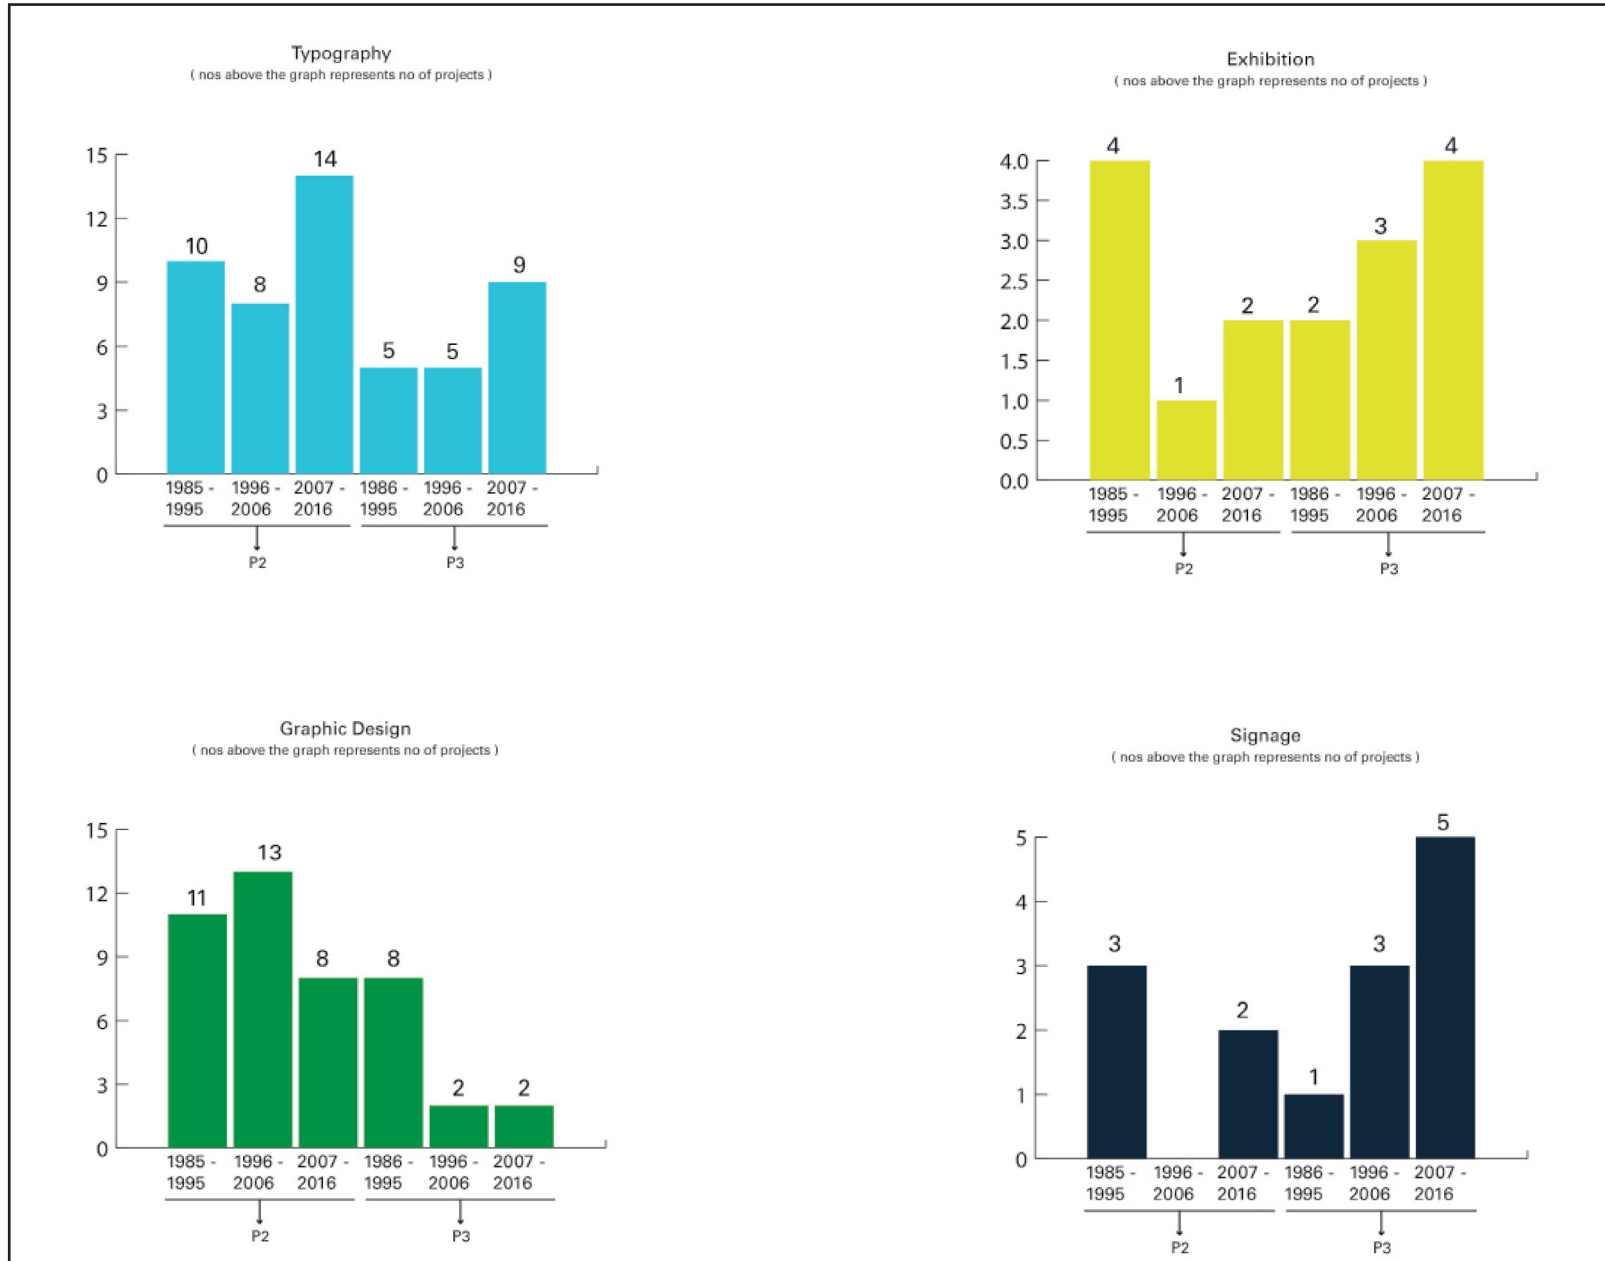 Typography
( nos above the graph represents no of projects )
15
12
9
6
3
0
10
8
14
5
5
9
1985 - 1996 - 2007 - 1986 - 1996 - 2007 -
1995 2006 2016 1995 2006 2016
P2 P3
Exhibition
( nos above the graph represents no of projects )
4.0
3.5
3.0
2.5
2.0
1.5
1.0
0.5
0.0
4
1
2
2
3
4
1985 - 1996 - 2007 - 1986 - 1996 - 2007 -
1995 2006 2016 1995 2006 2016
P2 P3
Graphic Design
( nos above the graph represents no of projects )
15
12
9
6
3
0
11
13
8
8
2
2
1985 - 1996 - 2007 - 1986 - 1996 - 2007 -
1995 2006 2016 1995 2006 2016
P2 P3
Signage
( nos above the graph represents no of projects )
5
4
3
2
1
0
3
2
1
3
5
1985 - 1996 - 2007 - 1986 - 1996 - 2007 -
1995 2006 2016 1995 2006 2016
P2 P3